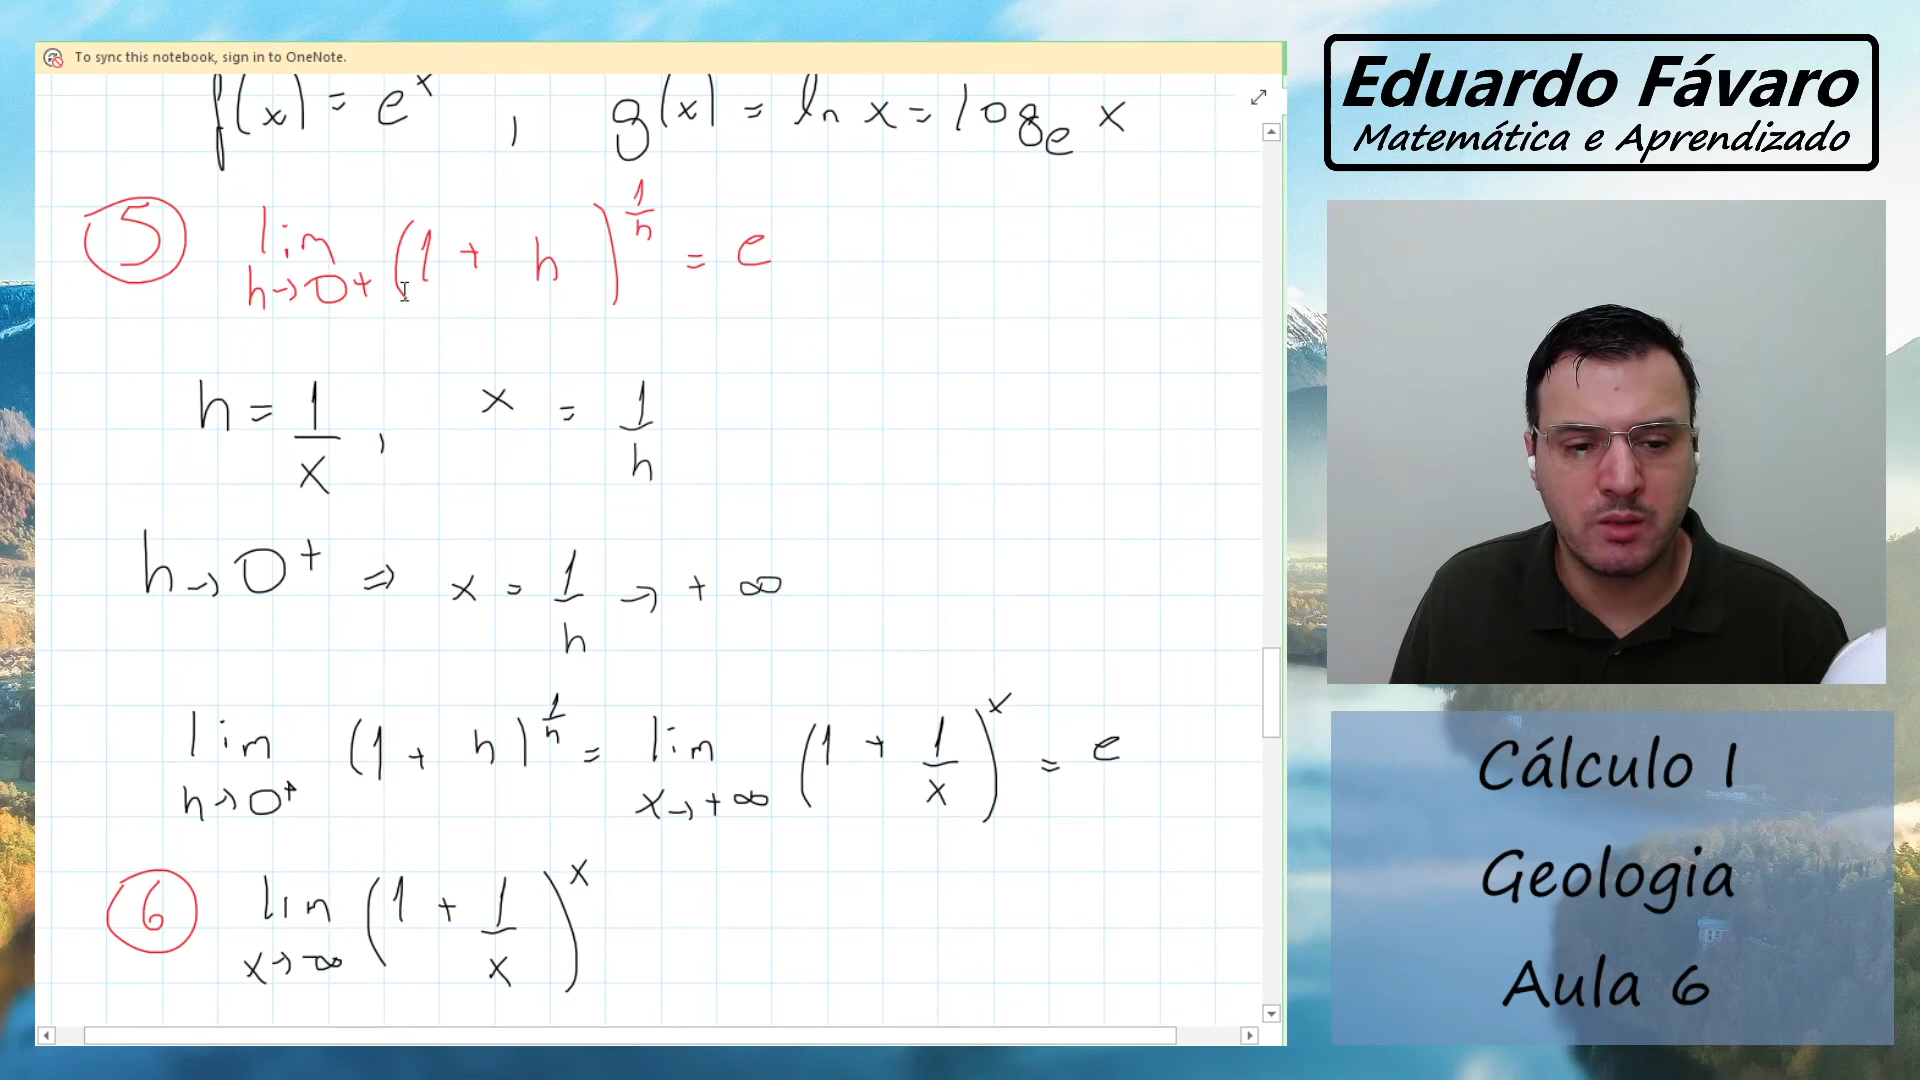 To sync this notebook, sign in to OneNote.
f(x) = e^x , g(x) = ln x = log_e x
5 lim h→0+ (1 + h)^(1/h) = e
h = 1/x , x = 1/h
h→0+ ⇒ x = 1/h → +∞
lim h→0+ (1 + h)^(1/h) = lim x→+∞ (1 + 1/x)^x = e
6 lim x→-∞ (1 + 1/x)^x
Eduardo Fávaro
Matemática e Aprendizado
Cálculo I
Geologia
Aula 6